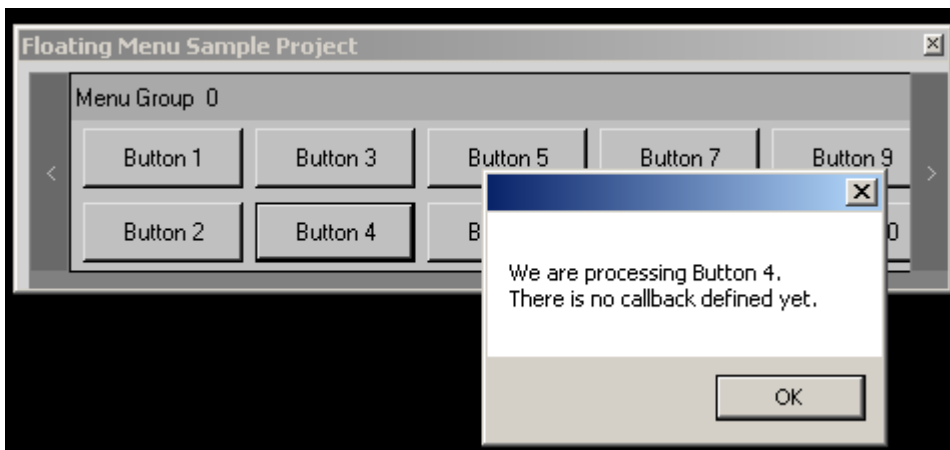 Floating Menu Sample Project
Menu Group 0
<
Button 1
Button 3
Button 5
Button 7
Button 9
>
Button 2
Button 4
B
0
We are processing Button 4.
There is no callback defined yet.
OK